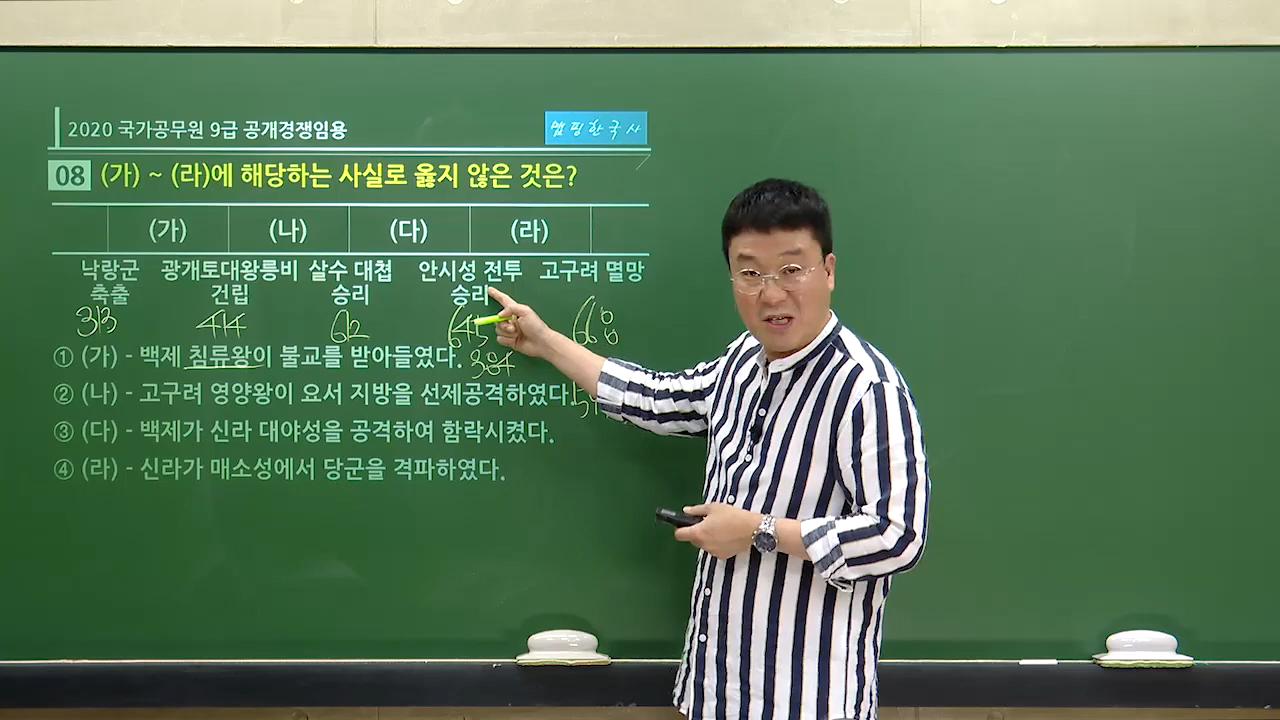 2020 국가공무원 9급 공개경쟁임용
맵핑한국사
08 (가) ~ (라)에 해당하는 사실로 옳지 않은 것은?
(가) (나) (다) (라)
낙랑군 광개토대왕릉비 살수 대첩 안시성 전투 고구려 멸망
축출 건립 승리 승리
313 414 612 645 668
① (가) - 백제 침류왕이 불교를 받아들였다. 384
② (나) - 고구려 영양왕이 요서 지방을 선제공격하였다.
③ (다) - 백제가 신라 대야성을 공격하여 함락시켰다.
④ (라) - 신라가 매소성에서 당군을 격파하였다.